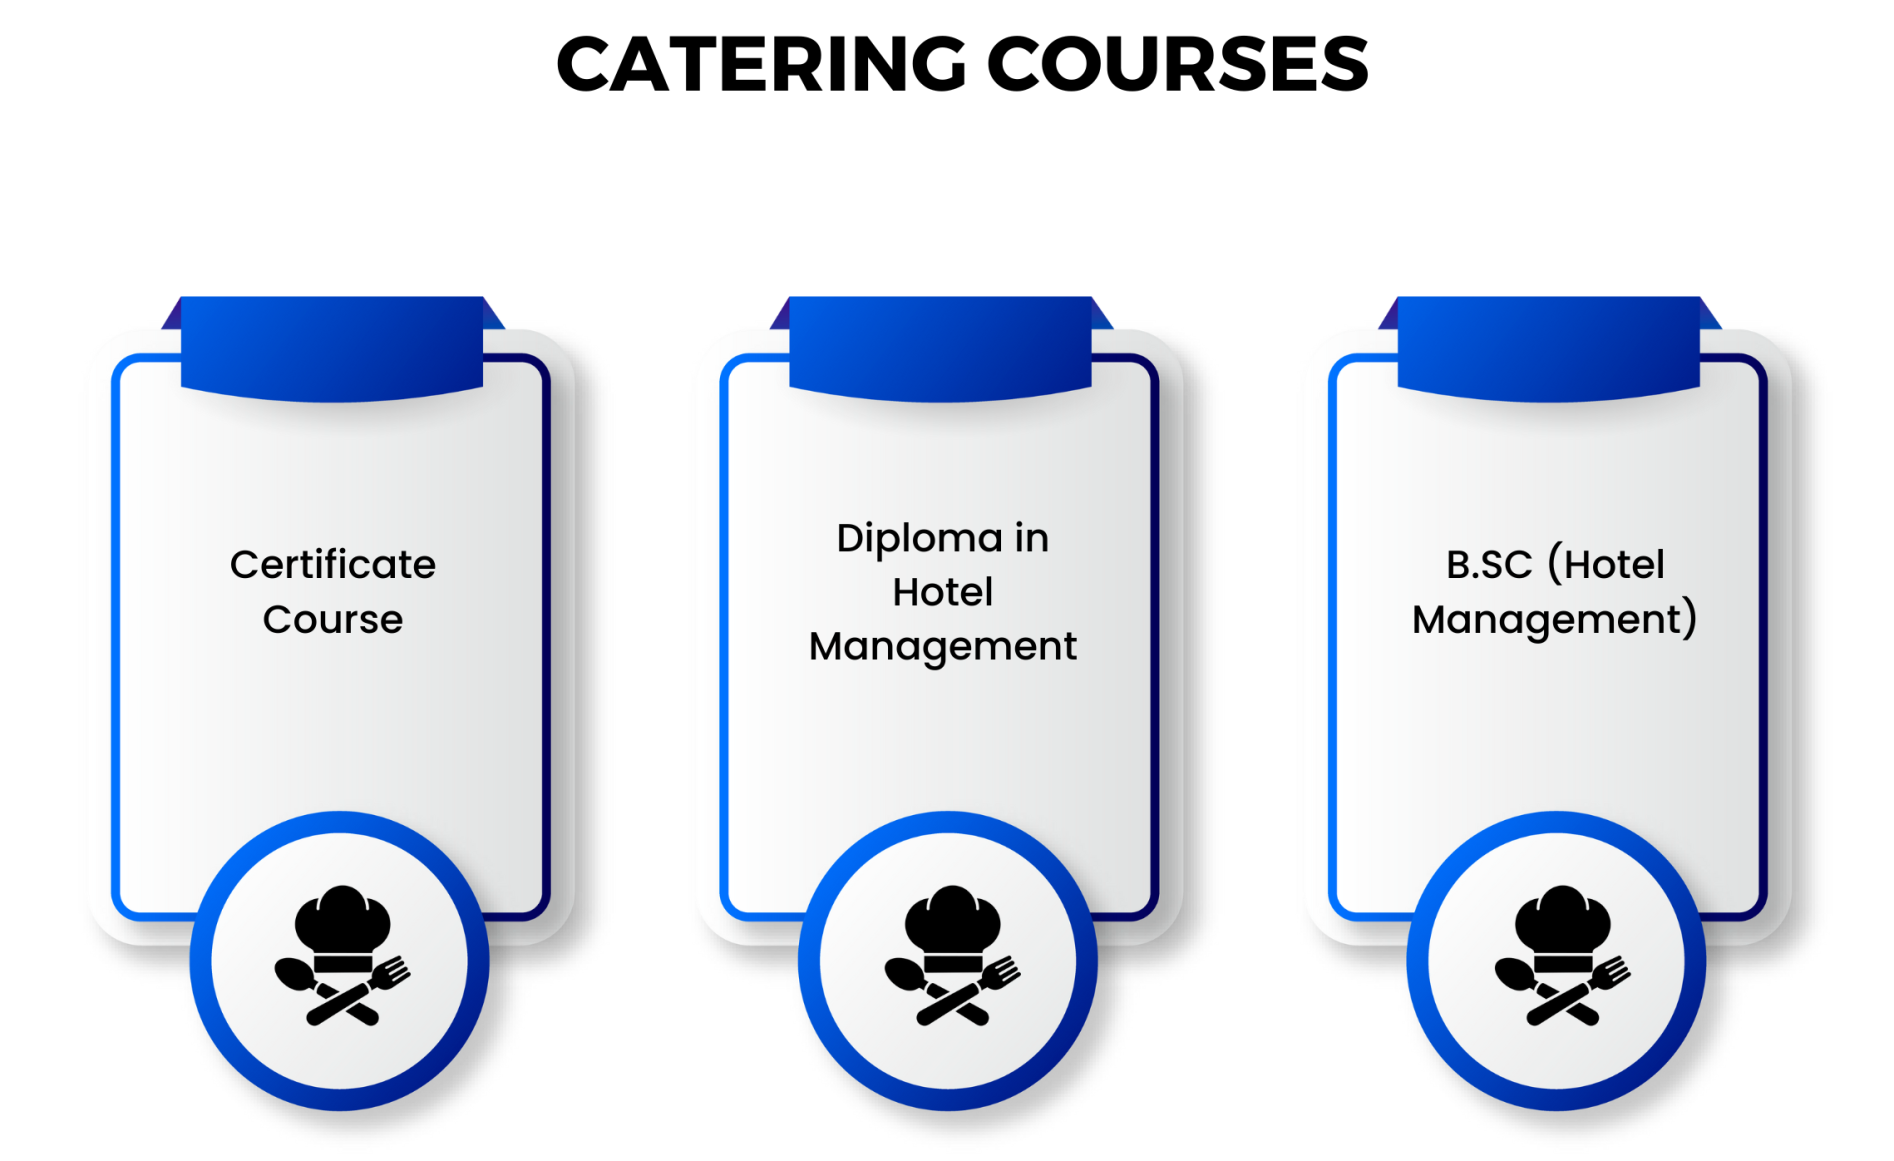 CATERING COURSES
Certificate
Course
Diploma in
Hotel
Management
B.SC (Hotel
Management)